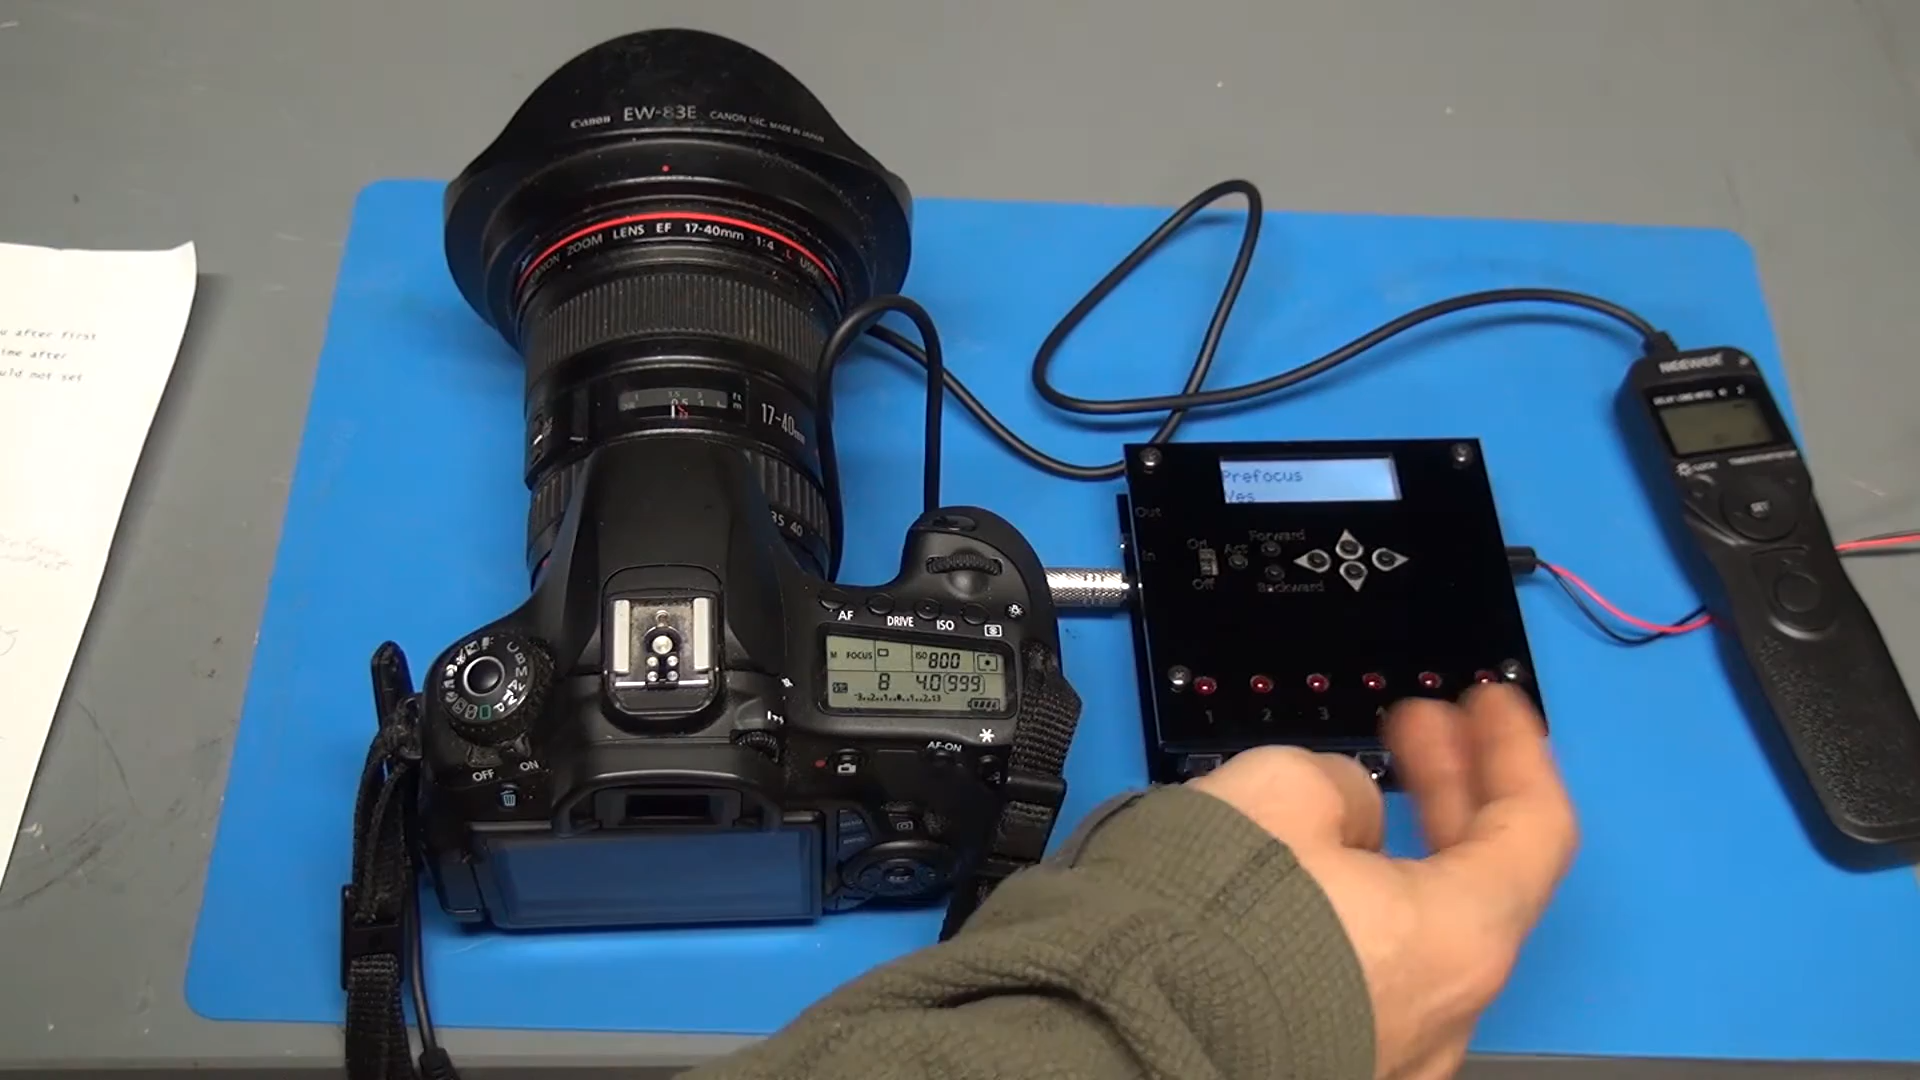 Canon EW-83E CANON INC. MADE IN JAPAN
CANON ZOOM LENS EF 17-40mm 1:4 L USM
17-40mm
35 40
u after first
ime after
uld not set
NEEWER
SET
Prefocus
Yes
Out
In
On
Off
Act
Forward
Backward
1 2 3
AF DRIVE ISO
M FOCUS ISO 800
8 4.0 (999)
AF-ON
OFF ON